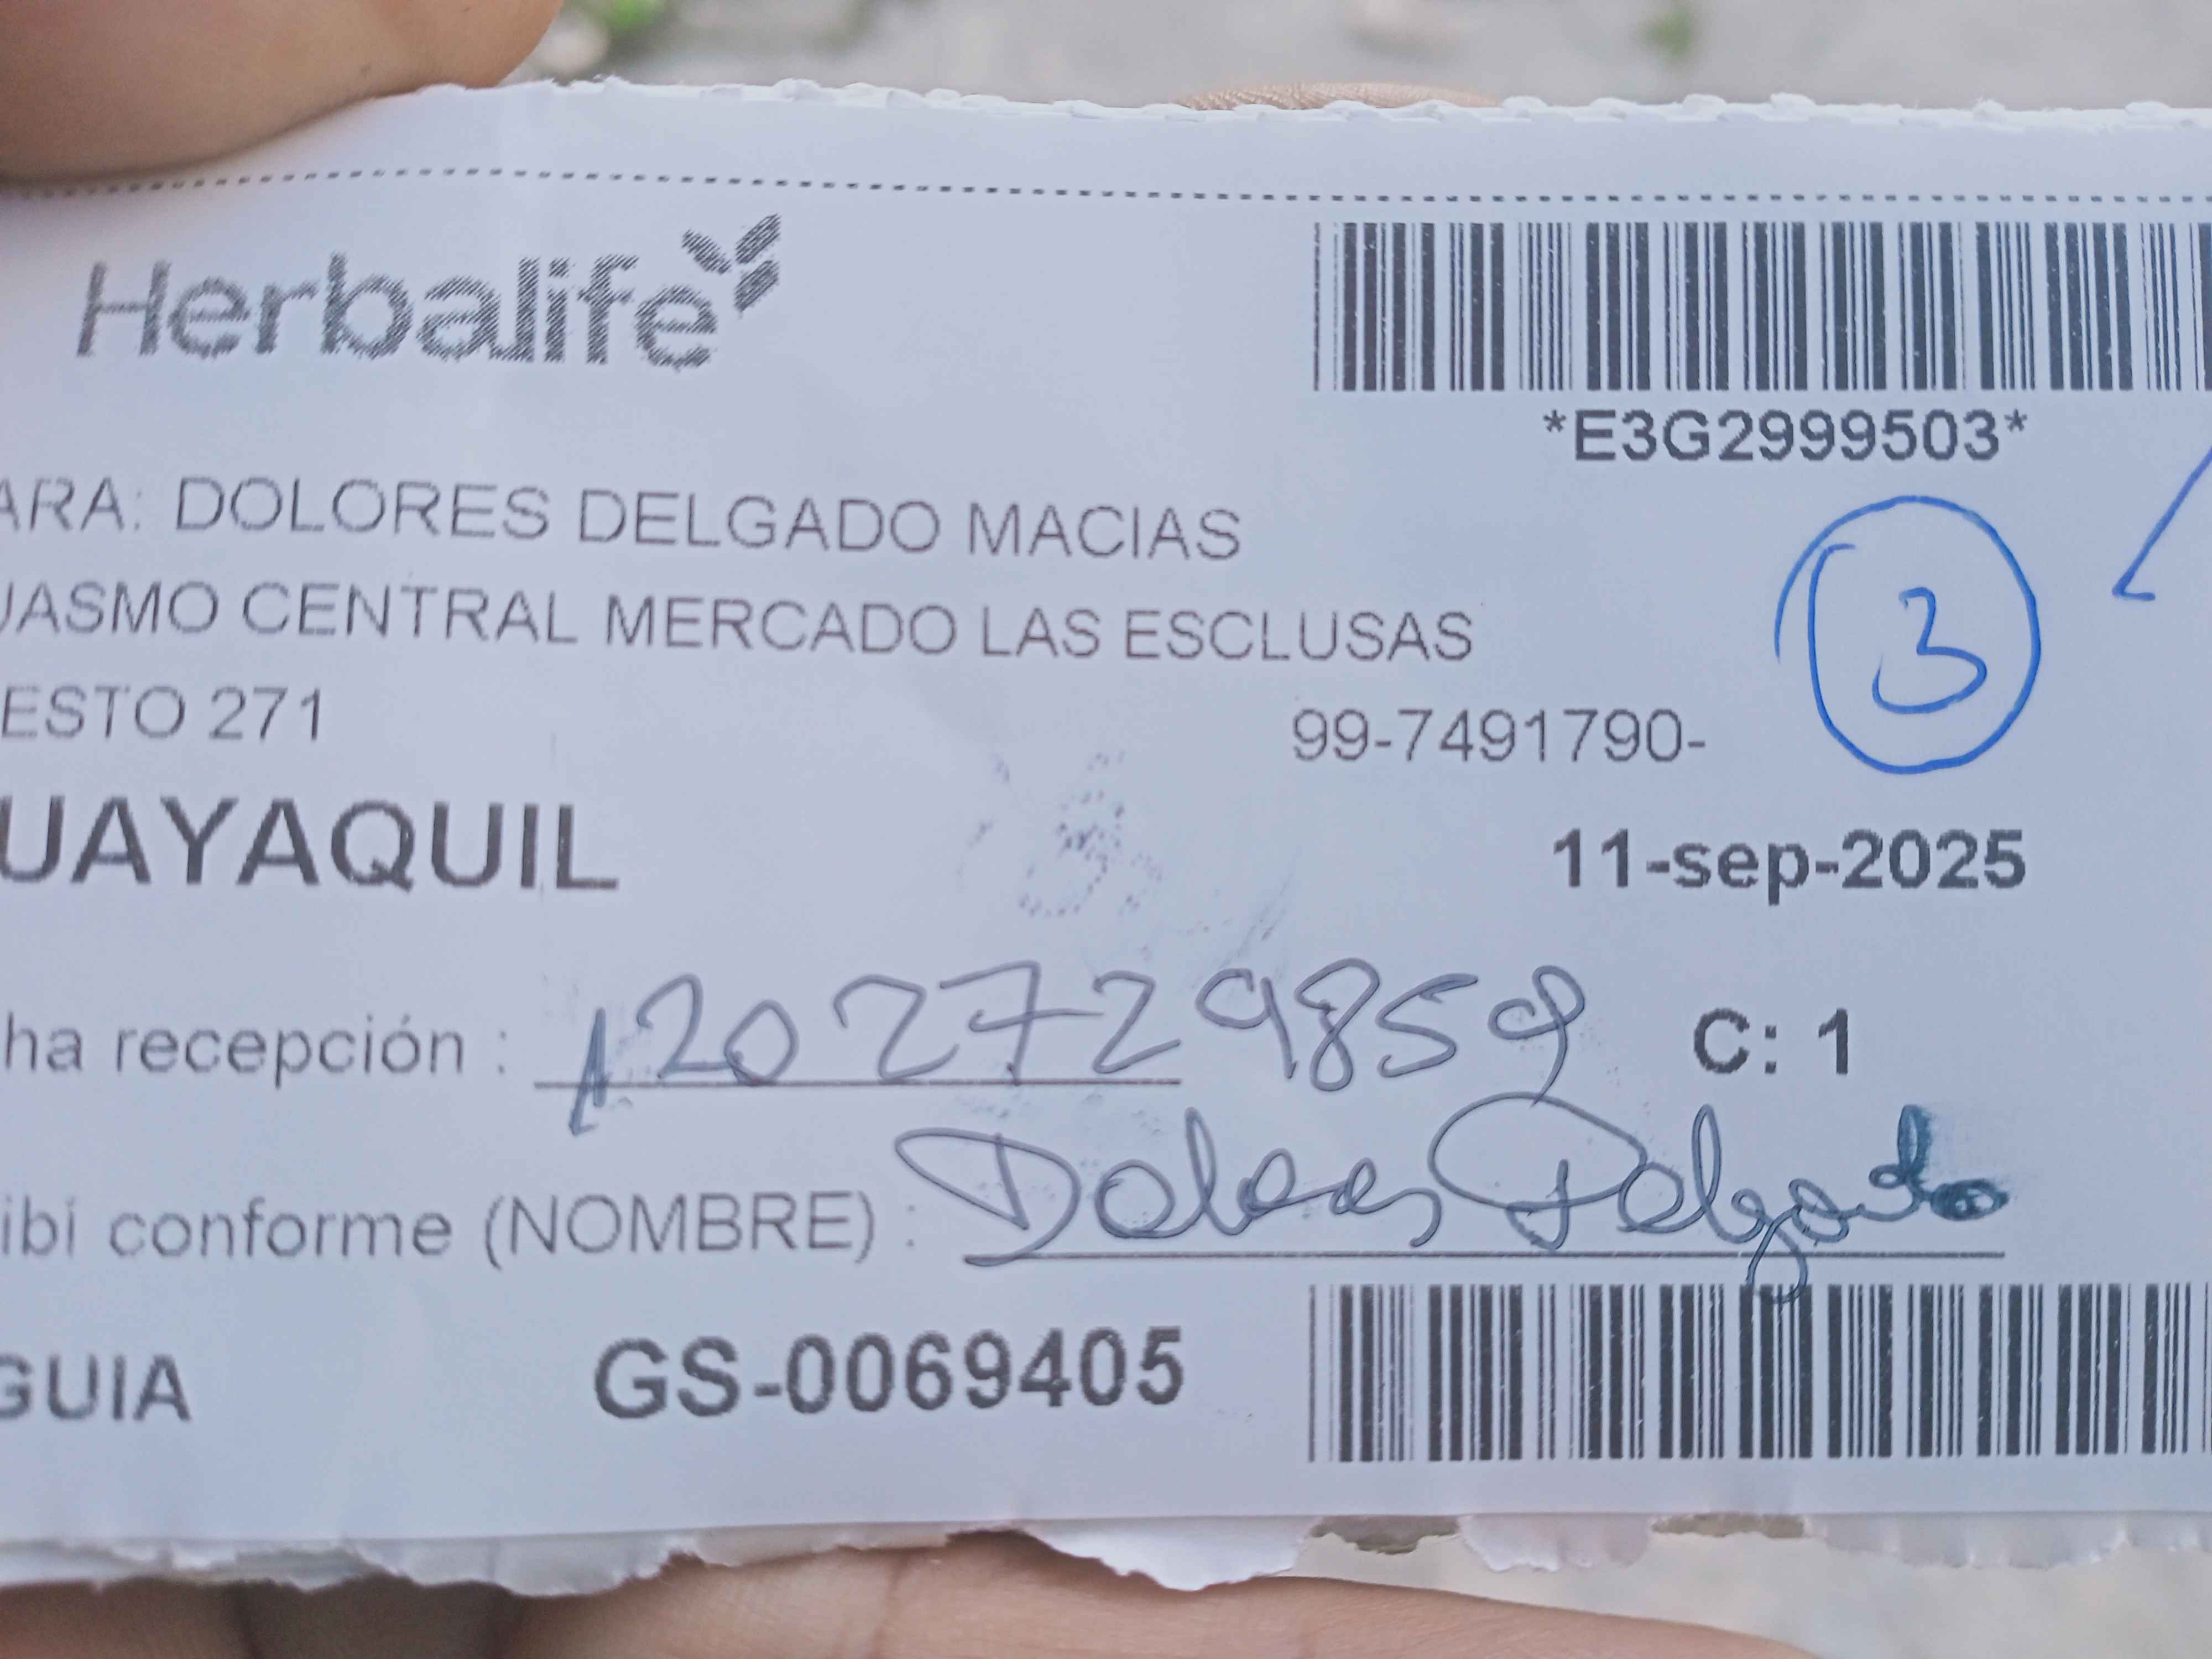 Herbalife
*E3G2999503*
ARA: DOLORES DELGADO MACIAS
UASMO CENTRAL MERCADO LAS ESCLUSAS
3
ESTO 271
99-7491790-
UAYAQUIL
11-sep-2025
ha recepción : 1202729859 C: 1
ibí conforme (NOMBRE) : Dolores Delgado
GUIA GS-0069405